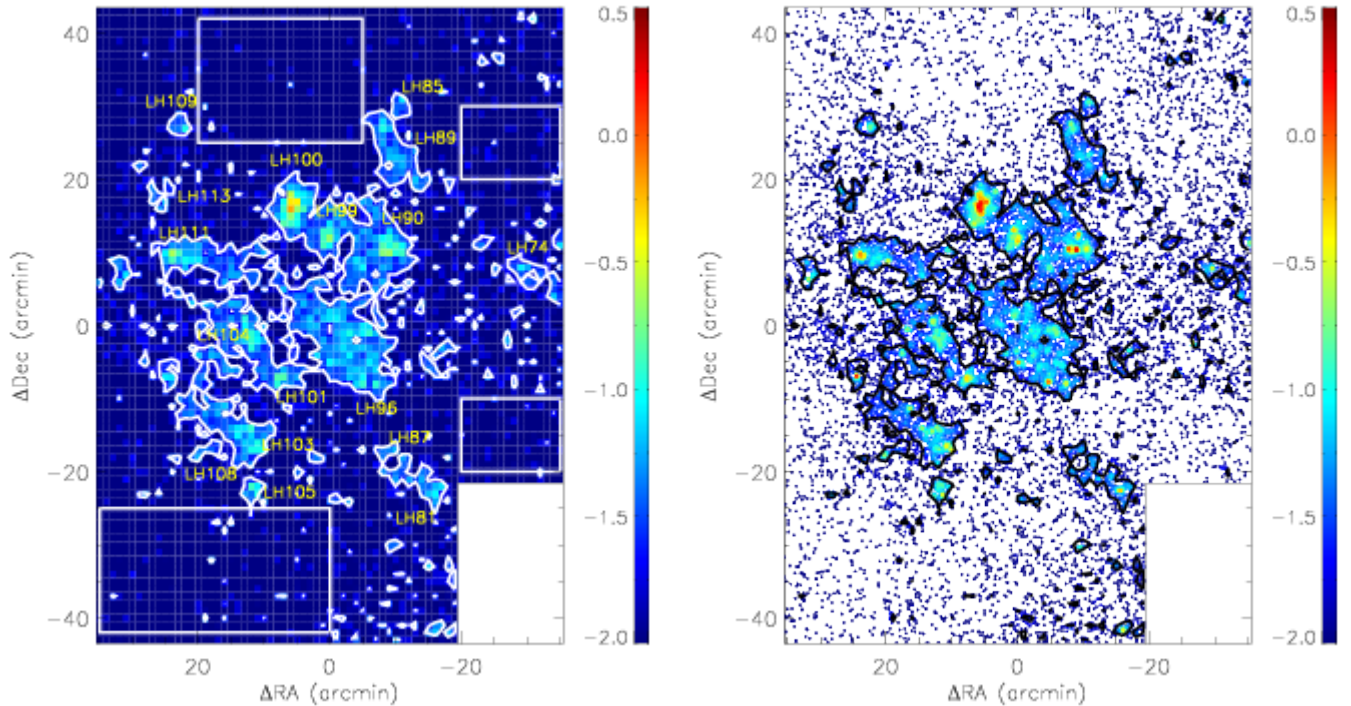 40
20
0
−20
−40
ΔDec (arcmin)
20
0
−20
ΔRA (arcmin)
LH85
LH109
LH89
LH100
LH113
LH99
LH90
LH111
LH74
LH104
LH101
LH96
LH87
LH103
LH108
LH105
LH81
0.5
0.0
−0.5
−1.0
−1.5
−2.0
40
20
0
−20
−40
ΔDec (arcmin)
20
0
−20
ΔRA (arcmin)
0.5
0.0
−0.5
−1.0
−1.5
−2.0